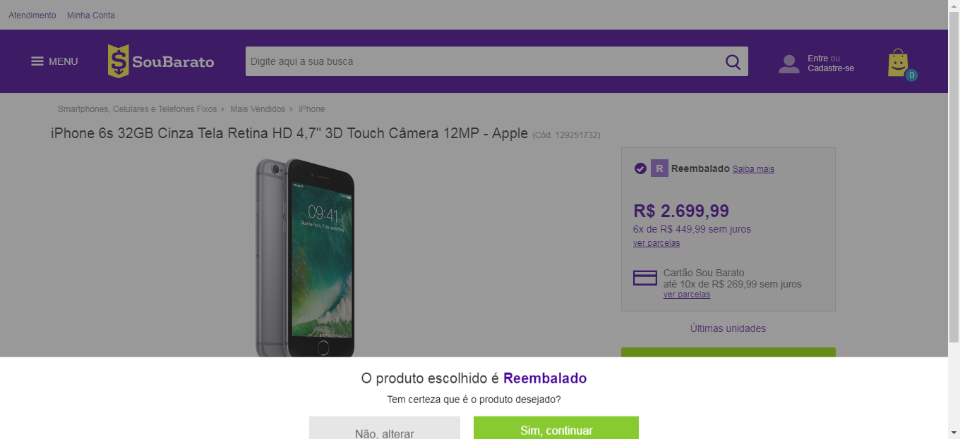 Atendimento Minha Conta
MENU
SouBarato
Digite aqui a sua busca
Entre ou
Cadastre-se
0
Smartphones, Celulares e Telefones Fixos › Mais Vendidos › iPhone
iPhone 6s 32GB Cinza Tela Retina HD 4,7" 3D Touch Câmera 12MP - Apple (Cód. 129251732)
R Reembalado Saiba mais
09:41
R$ 2.699,99
6x de R$ 449,99 sem juros
ver parcelas
Cartão Sou Barato
até 10x de R$ 269,99 sem juros
ver parcelas
Últimas unidades
O produto escolhido é Reembalado
Tem certeza que é o produto desejado?
Não, alterar
Sim, continuar